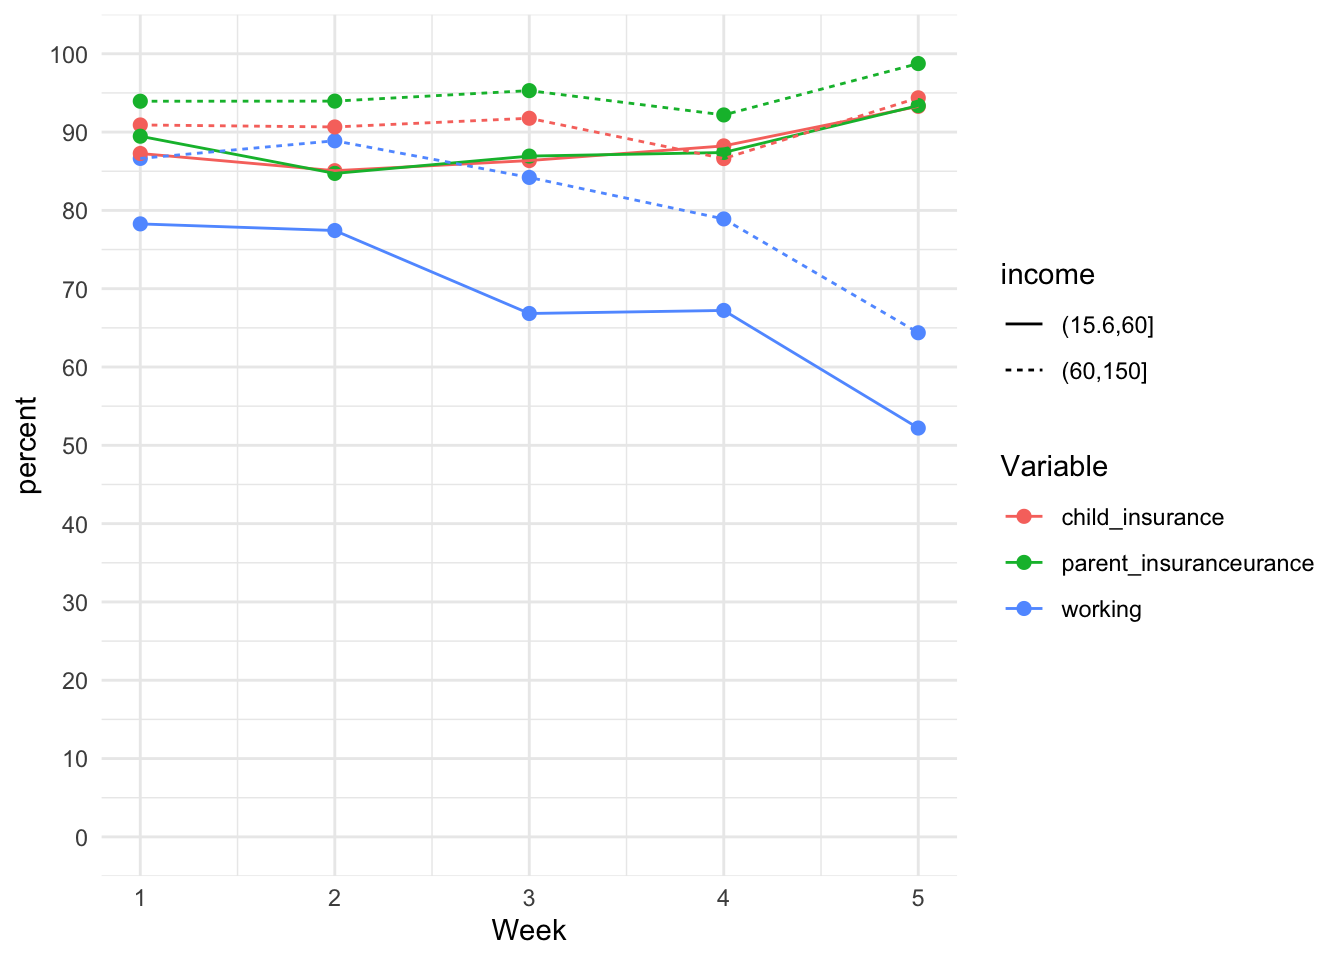 100
90
80
70
60
50
40
30
20
10
0
percent
1 2 3 4 5
Week
income
(15.6,60]
(60,150]
Variable
child_insurance
parent_insuranceurance
working